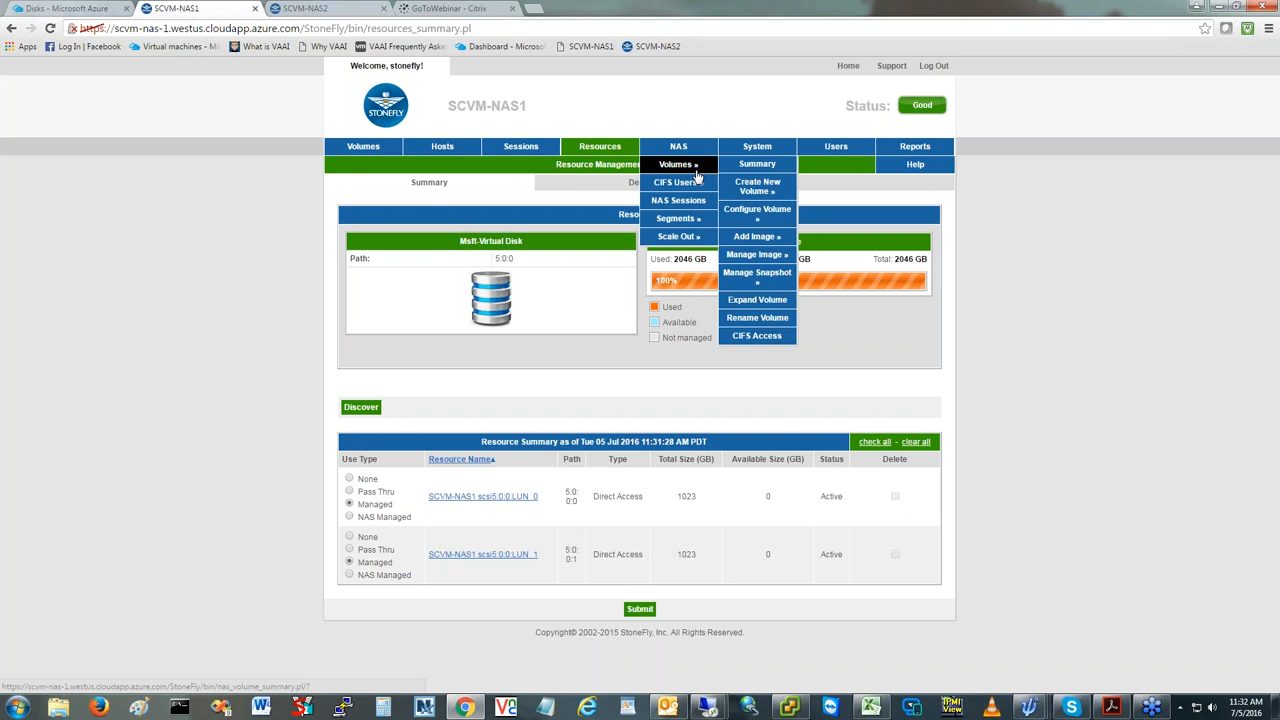 Disks - Microsoft Azure
SCVM-NAS1
SCVM-NAS2
GoToWebinar - Citrix
https://scvm-nas-1.westus.cloudapp.azure.com/StoneFly/bin/resources_summary.pl
Apps
Log In | Facebook
Virtual machines - Mi
What is VAAI
Why VAAI
VAAI Frequently Aske
Dashboard - Microsof
SCVM-NAS1
SCVM-NAS2
Welcome, stonefly!
Home
Support
Log Out
STONEFLY
SCVM-NAS1
Status:
Good
Volumes
Hosts
Sessions
Resources
NAS
System
Users
Reports
Resource Managemen
Volumes »
Summary
Help
Summary
De
CIFS Users
Create New
Volume »
NAS Sessions
Configure Volume
»
Segments »
Scale Out »
Add Image »
Manage Image »
Manage Snapshot
»
Expand Volume
Rename Volume
CIFS Access
Reso
Msft-Virtual Disk
Path:
5:0:0
e
Used: 2046 GB
GB
Total: 2046 GB
100%
Used
Available
Not managed
Discover
Resource Summary as of Tue 05 Jul 2016 11:31:28 AM PDT
check all - clear all
Use Type
Resource Name
Path
Type
Total Size (GB)
Available Size (GB)
Status
Delete
None
Pass Thru
Managed
NAS Managed
SCVM-NAS1 scsi5:0:0:LUN_0
5:0:
0:0
Direct Access
1023
0
Active
None
Pass Thru
Managed
NAS Managed
SCVM-NAS1 scsi5:0:0:LUN_1
5:0:
0:1
Direct Access
1023
0
Active
Submit
Copyright© 2002-2015 StoneFly, Inc. All Rights Reserved.
https://scvm-nas-1.westus.cloudapp.azure.com/StoneFly/bin/nas_volume_summary.pl/?
11:32 AM
7/5/2016